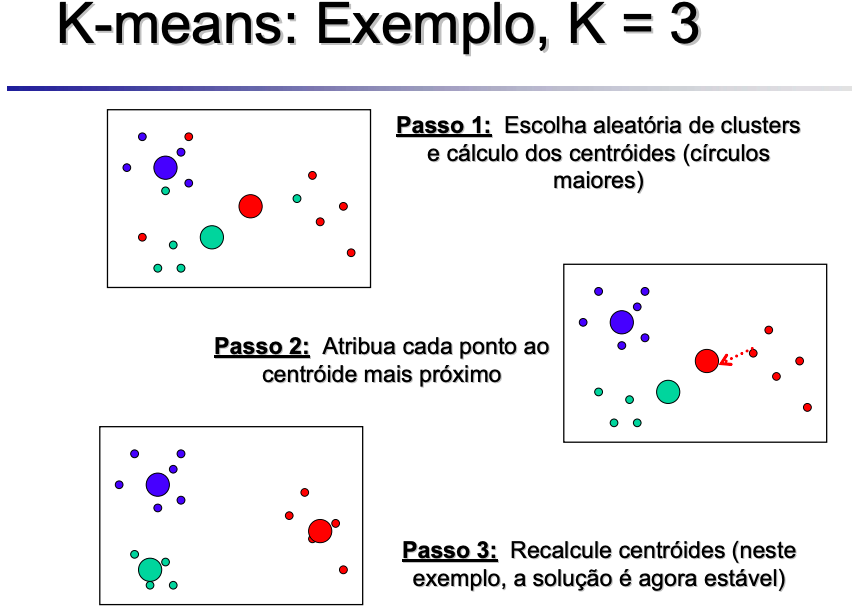 K-means: Exemplo, K = 3
Passo 1: Escolha aleatória de clusters
e cálculo dos centróides (círculos
maiores)
Passo 2: Atribua cada ponto ao
centróide mais próximo
Passo 3: Recalcule centróides (neste
exemplo, a solução é agora estável)